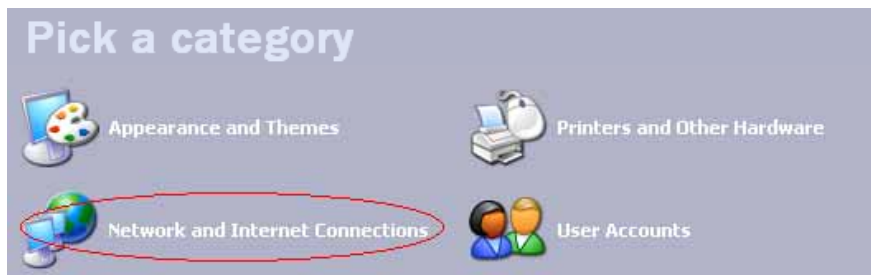 Pick a category
Appearance and Themes
Printers and Other Hardware
Network and Internet Connections
User Accounts